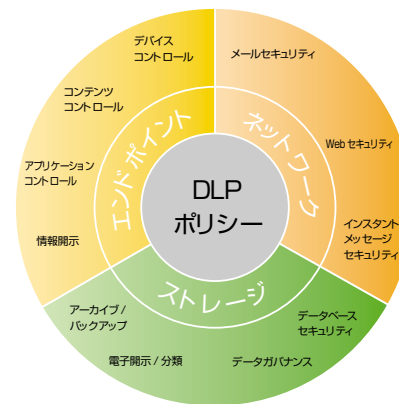 デバイス
コントロール
コンテンツ
コントロール
アプリケーション
コントロール
情報開示
エンドポイント
メールセキュリティ
Webセキュリティ
インスタント
メッセージ
セキュリティ
ネットワーク
DLP
ポリシー
ストレージ
アーカイブ/
バックアップ
電子開示/分類
データガバナンス
データベース
セキュリティ